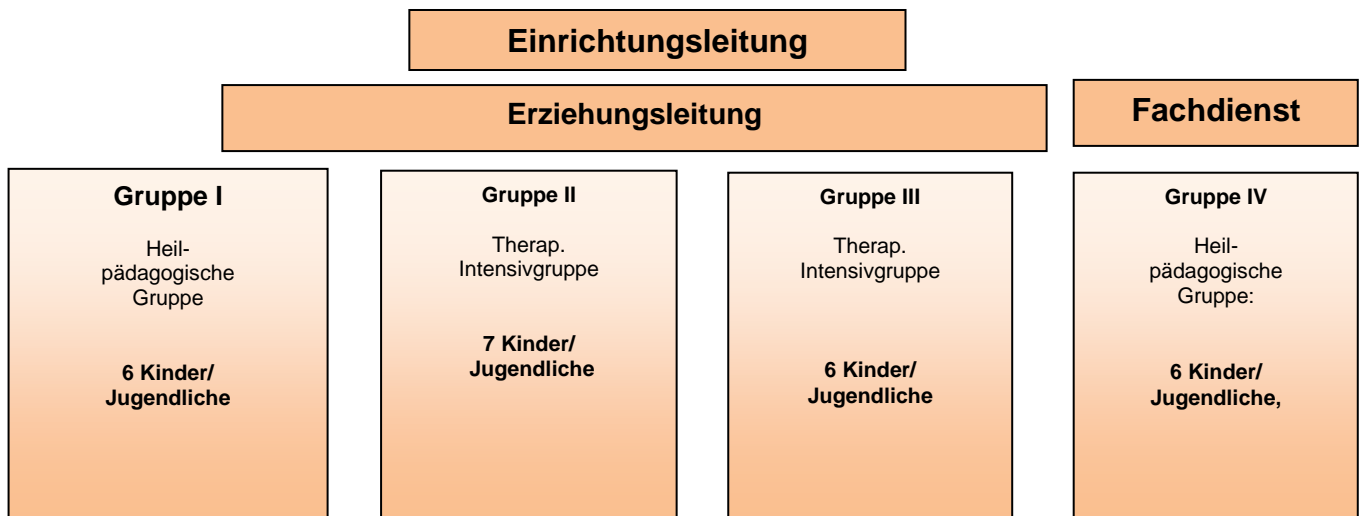 Einrichtungsleitung
Erziehungsleitung
Fachdienst
Gruppe I
Heil-
pädagogische
Gruppe
6 Kinder/
Jugendliche
Gruppe II
Therap.
Intensivgruppe
7 Kinder/
Jugendliche
Gruppe III
Therap.
Intensivgruppe
6 Kinder/
Jugendliche
Gruppe IV
Heil-
pädagogische
Gruppe:
6 Kinder/
Jugendliche,